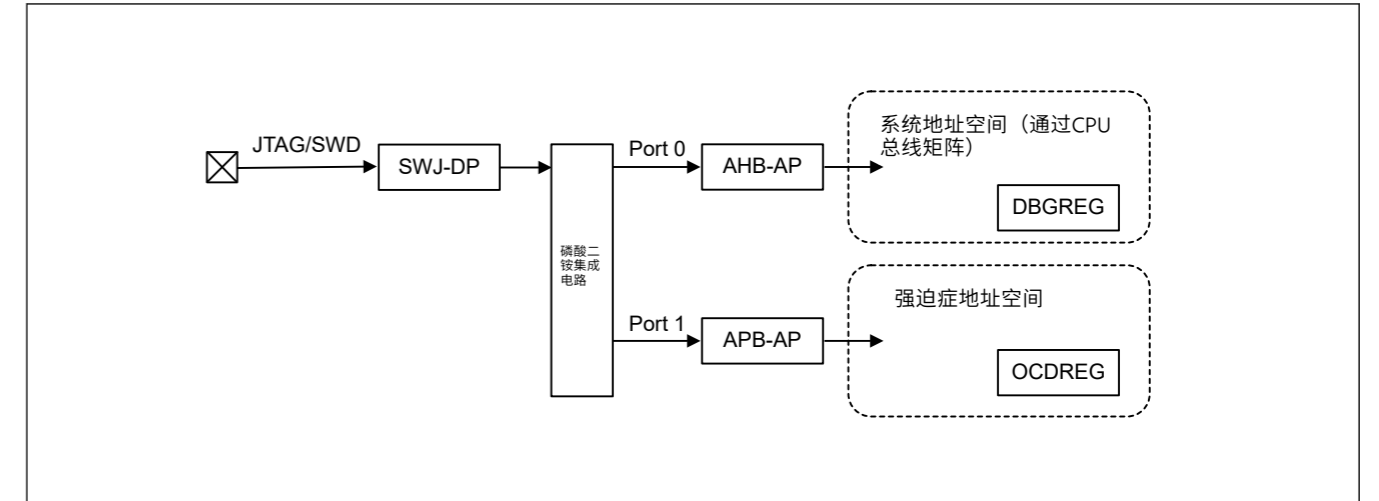 JTAG/SWD
SWJ-DP
磷酸二
铵集成
电路
Port 0
AHB-AP
系统地址空间（通过CPU
总线矩阵）
DBGREG
Port 1
APB-AP
强迫症地址空间
OCDREG